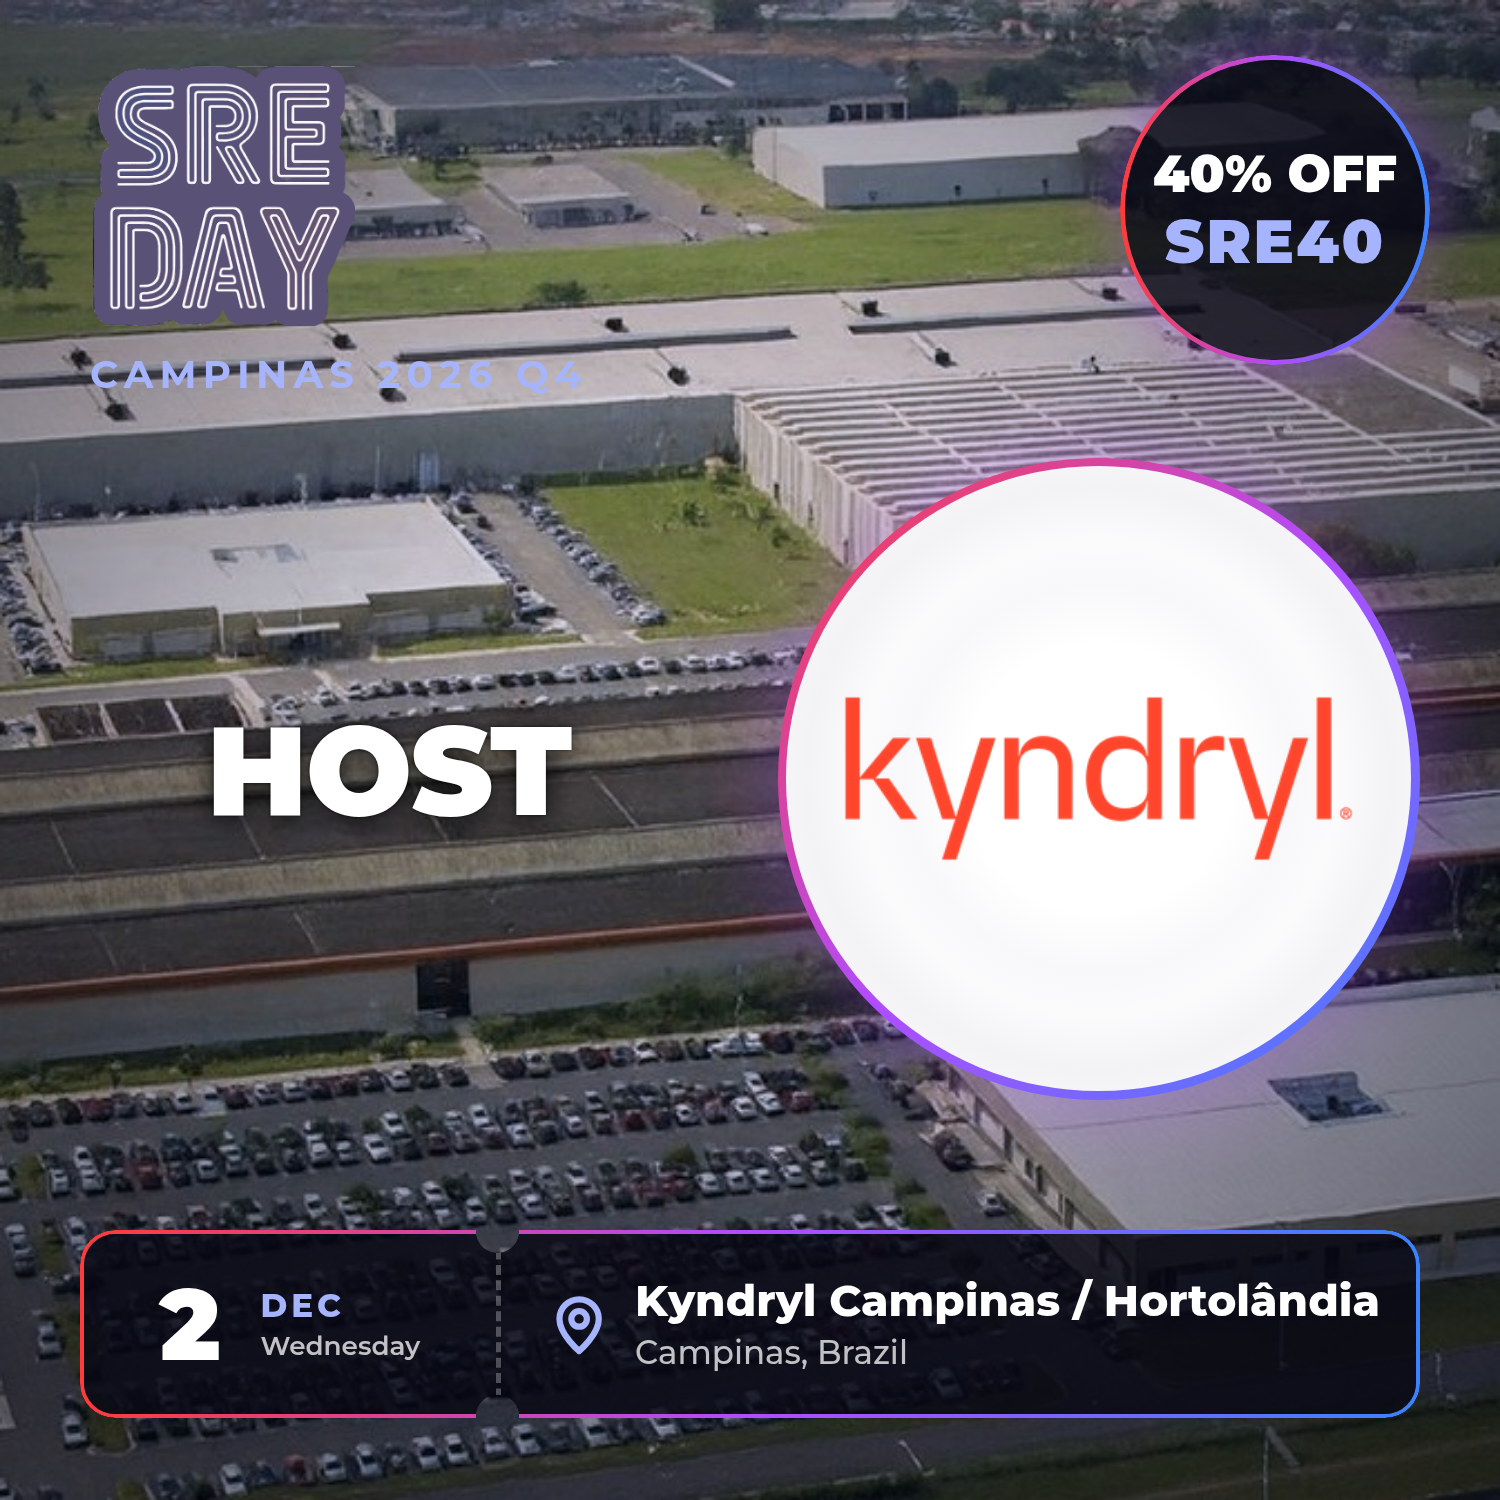 SRE
DAY
CAMPINAS 2026 Q4
40% OFF
SRE40
HOST
kyndryl®
2
DEC
Wednesday
Kyndryl Campinas / Hortolândia
Campinas, Brazil